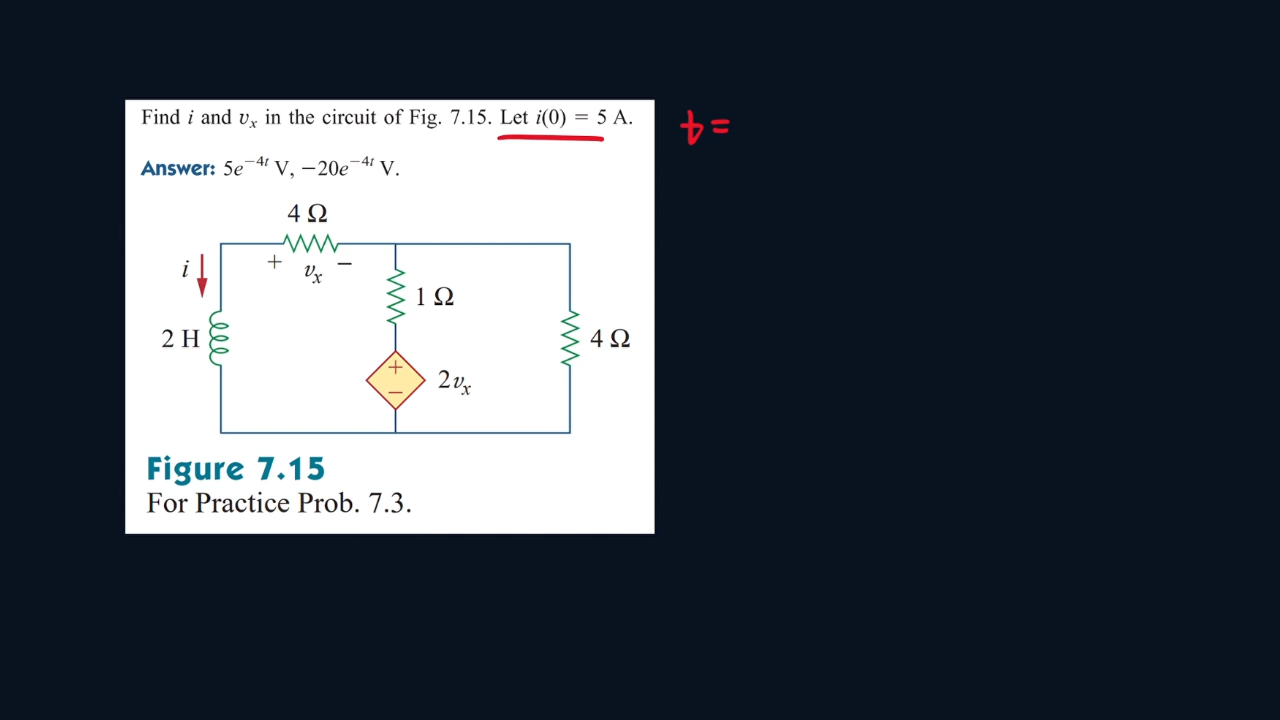 Find i and vₓ in the circuit of Fig. 7.15. Let i(0) = 5 A.
t =
Answer: 5e⁻⁴ᵗ V, −20e⁻⁴ᵗ V.
4 Ω
i
+ vₓ −
1 Ω
2 H
4 Ω
+
−
2vₓ
Figure 7.15
For Practice Prob. 7.3.